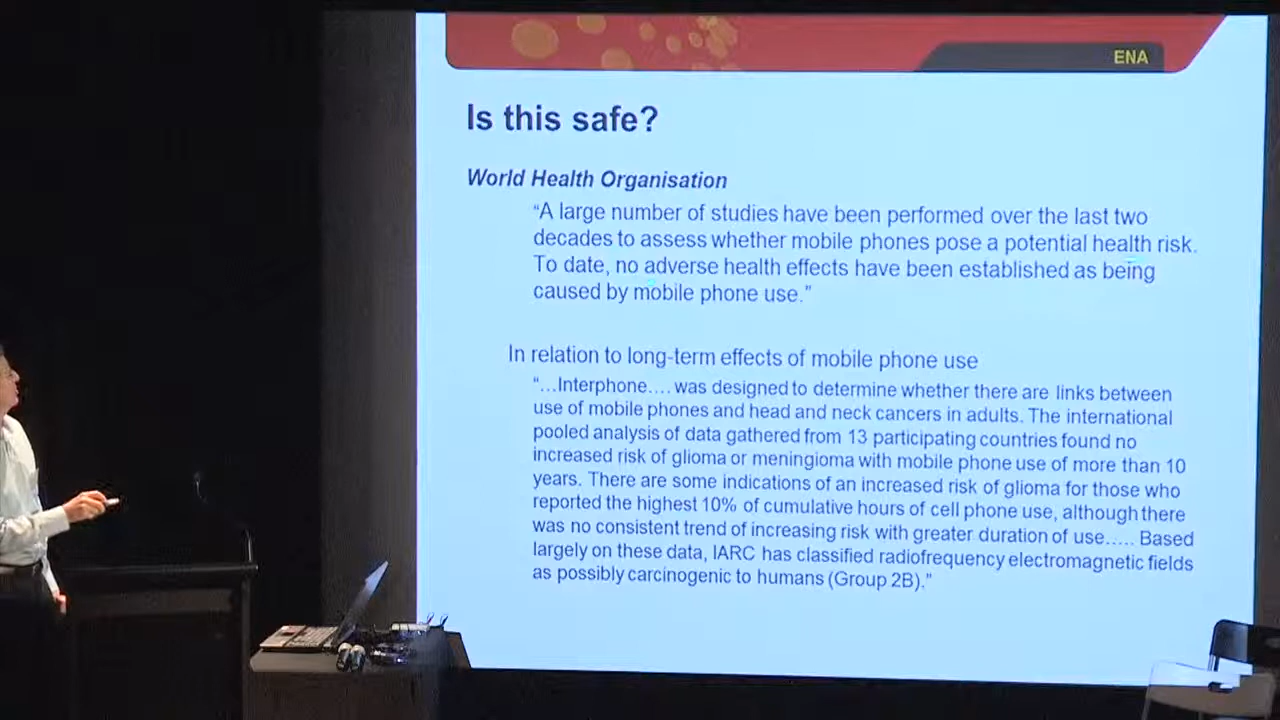 ENA
Is this safe?
World Health Organisation
“A large number of studies have been performed over the last two
decades to assess whether mobile phones pose a potential health risk.
To date, no adverse health effects have been established as being
caused by mobile phone use.”
In relation to long-term effects of mobile phone use
“…Interphone…. was designed to determine whether there are links between
use of mobile phones and head and neck cancers in adults. The international
pooled analysis of data gathered from 13 participating countries found no
increased risk of glioma or meningioma with mobile phone use of more than 10
years. There are some indications of an increased risk of glioma for those who
reported the highest 10% of cumulative hours of cell phone use, although there
was no consistent trend of increasing risk with greater duration of use….. Based
largely on these data, IARC has classified radiofrequency electromagnetic fields
as possibly carcinogenic to humans (Group 2B).”